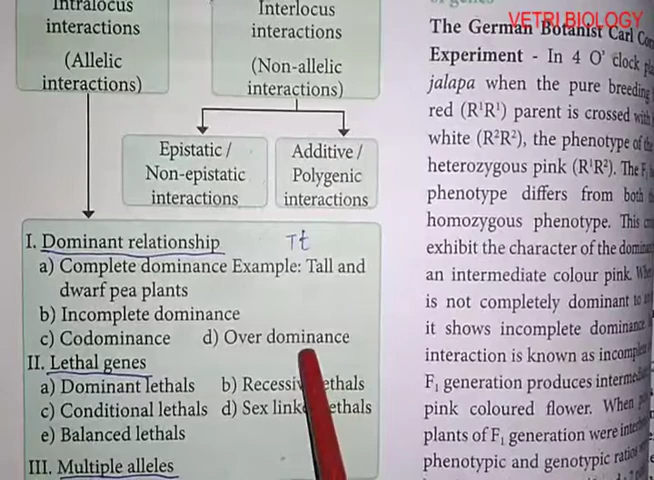 Intralocus
interactions
(Allelic
interactions)
Interlocus
interactions
(Non-allelic
interactions)
Epistatic /
Non-epistatic
interactions
Additive /
Polygenic
interactions
I. Dominant relationship Tt
a) Complete dominance Example: Tall and
dwarf pea plants
b) Incomplete dominance
c) Codominance d) Over dominance
II. Lethal genes
a) Dominant lethals b) Recessi lethals
c) Conditional lethals d) Sex link lethals
e) Balanced lethals
III. Multiple alleles
of genes
VETRI BIOLOGY
The German Botanist Carl
Experiment - In 4 O' clock
jalapa when the pure breeding
red (R¹R¹) parent is crossed with
white (R²R²), the phenotype of the
heterozygous pink (R¹R²). The F₁
phenotype differs from both
homozygous phenotype. This
exhibit the character of the
an intermediate colour pink.
is not completely dominant to
it shows incomplete dominance.
interaction is known as
F₁ generation produces
pink coloured flower. When
plants of F₁ generation were
phenotypic and genotypic ratios